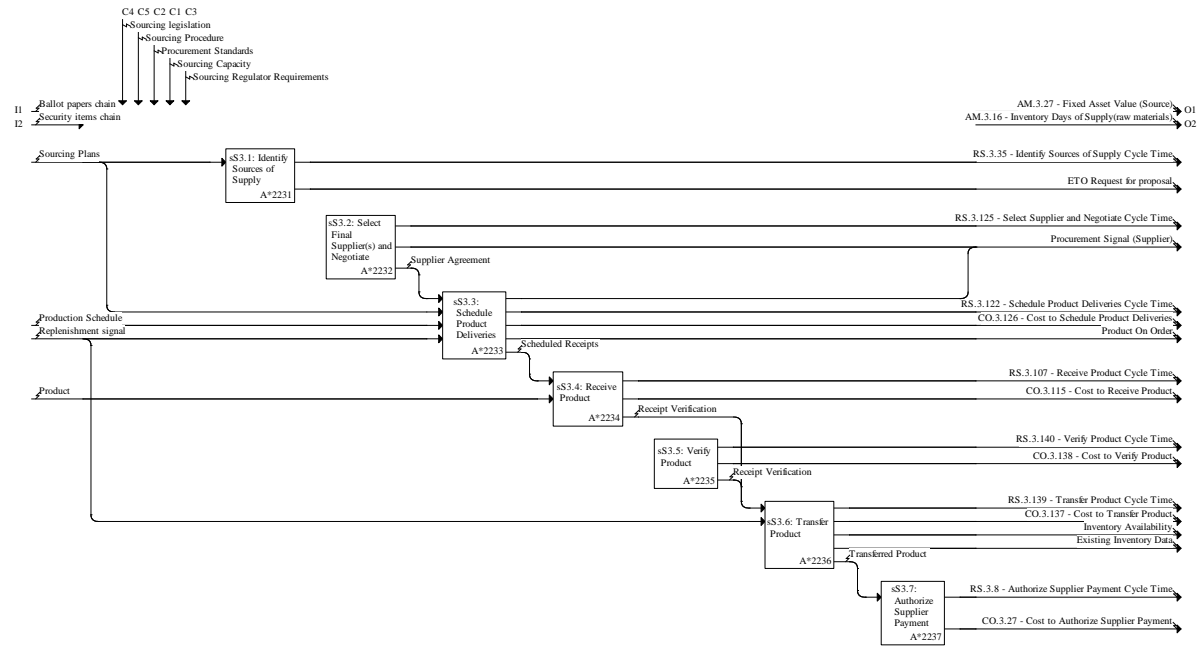 C4 C5 C2 C1 C3
Sourcing legislation
Sourcing Procedure
Procurement Standards
Sourcing Capacity
Sourcing Regulator Requirements
I1
Ballot papers chain
I2
Security items chain
AM.3.27 - Fixed Asset Value (Source)
O1
AM.3.16 - Inventory Days of Supply(raw materials)
O2
Sourcing Plans
sS3.1: Identify
Sources of
Supply
A*2231
RS.3.35 - Identify Sources of Supply Cycle Time
ETO Request for proposal
sS3.2: Select
Final
Supplier(s) and
Negotiate
A*2232
RS.3.125 - Select Supplier and Negotiate Cycle Time
Procurement Signal (Supplier)
Supplier Agreement
sS3.3:
Schedule
Product
Deliveries
A*2233
Production Schedule
Replenishment signal
RS.3.122 - Schedule Product Deliveries Cycle Time
CO.3.126 - Cost to Schedule Product Deliveries
Product On Order
Scheduled Receipts
sS3.4: Receive
Product
A*2234
Product
RS.3.107 - Receive Product Cycle Time
CO.3.115 - Cost to Receive Product
Receipt Verification
sS3.5: Verify
Product
A*2235
RS.3.140 - Verify Product Cycle Time
CO.3.138 - Cost to Verify Product
Receipt Verification
sS3.6: Transfer
Product
A*2236
RS.3.139 - Transfer Product Cycle Time
CO.3.137 - Cost to Transfer Product
Inventory Availability
Existing Inventory Data
Transferred Product
sS3.7:
Authorize
Supplier
Payment
A*2237
RS.3.8 - Authorize Supplier Payment Cycle Time
CO.3.27 - Cost to Authorize Supplier Payment